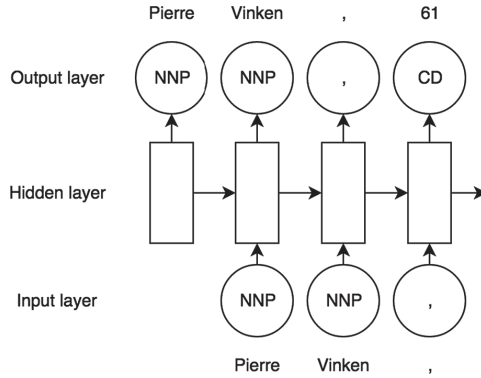 Pierre Vinken , 61
Output layer NNP NNP , CD
Hidden layer
Input layer NNP NNP ,
Pierre Vinken ,